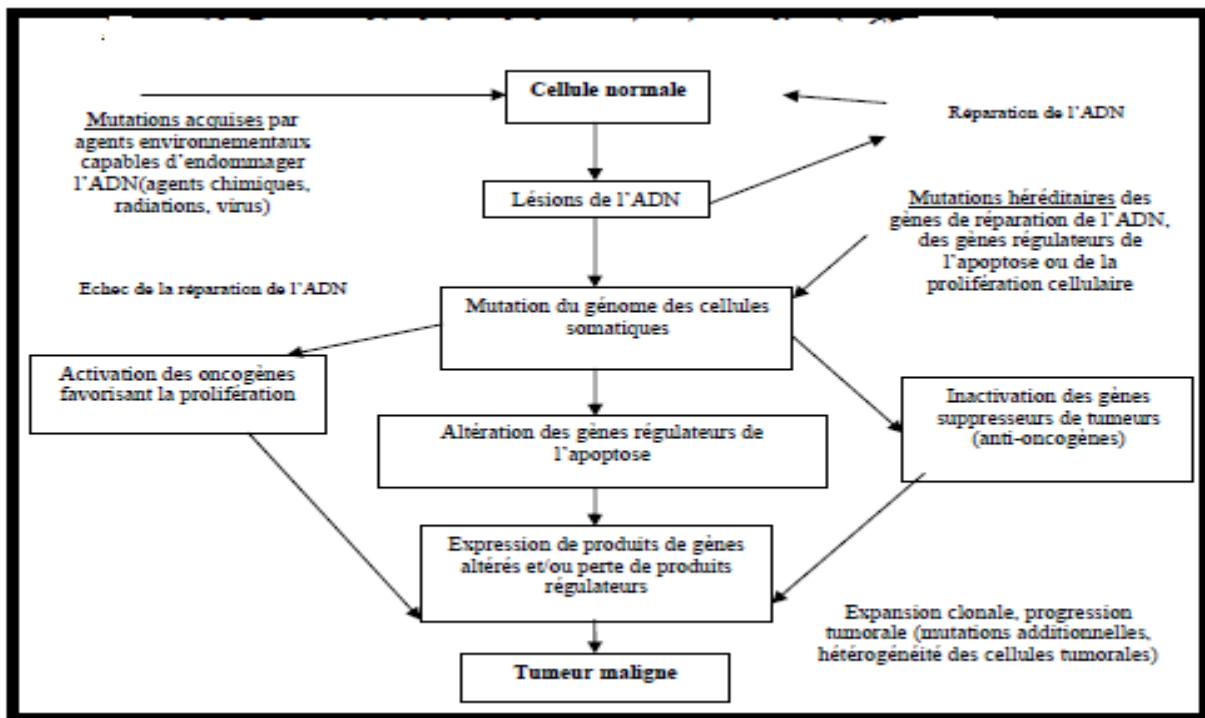 Cellule normale
Réparation de l'ADN
Mutations acquises par
agents environnementaux
capables d'endommager
l'ADN(agents chimiques,
radiations, virus)
Lésions de l'ADN
Mutations héréditaires des
gènes de réparation de l'ADN,
des gènes régulateurs de
l'apoptose ou de la
prolifération cellulaire
Echec de la réparation de l'ADN
Mutation du génome des cellules
somatiques
Activation des oncogènes
favorisant la prolifération
Inactivation des gènes
suppresseurs de tumeurs
(anti-oncogènes)
Altération des gènes régulateurs de
l'apoptose
Expression de produits de gènes
altérés et/ou perte de produits
régulateurs
Expansion clonale, progression
tumorale (mutations additionnelles,
hétérogénéité des cellules tumorales)
Tumeur maligne